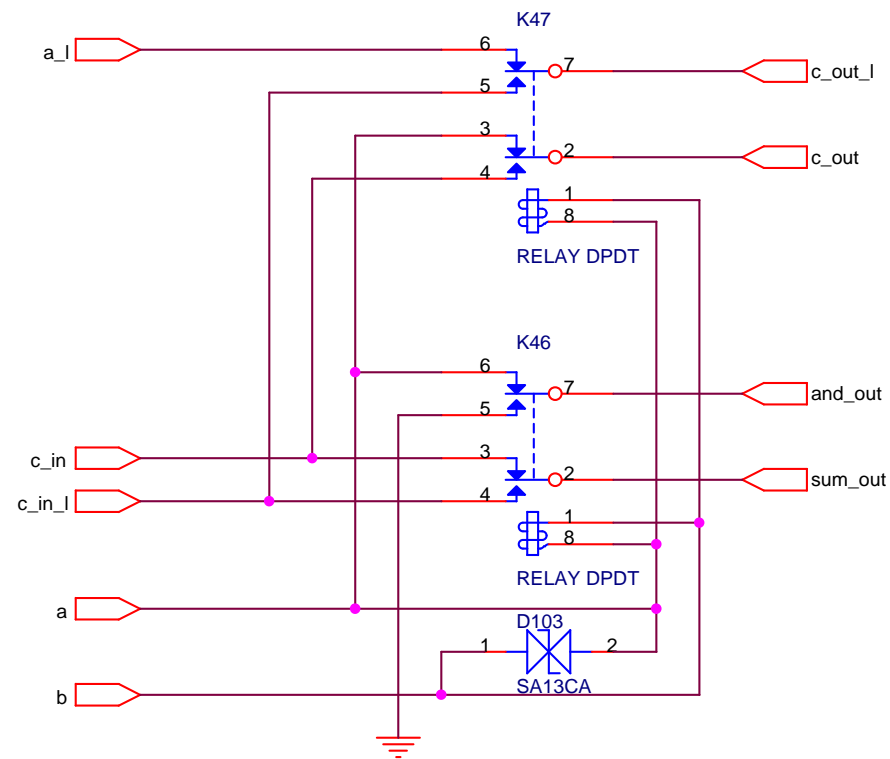 K47
a_l
6
7
c_out_l
5
3
2
c_out
4
1
8
RELAY DPDT
K46
6
7
and_out
5
c_in
3
2
sum_out
c_in_l
4
1
8
RELAY DPDT
a
D103
1
2
SA13CA
b